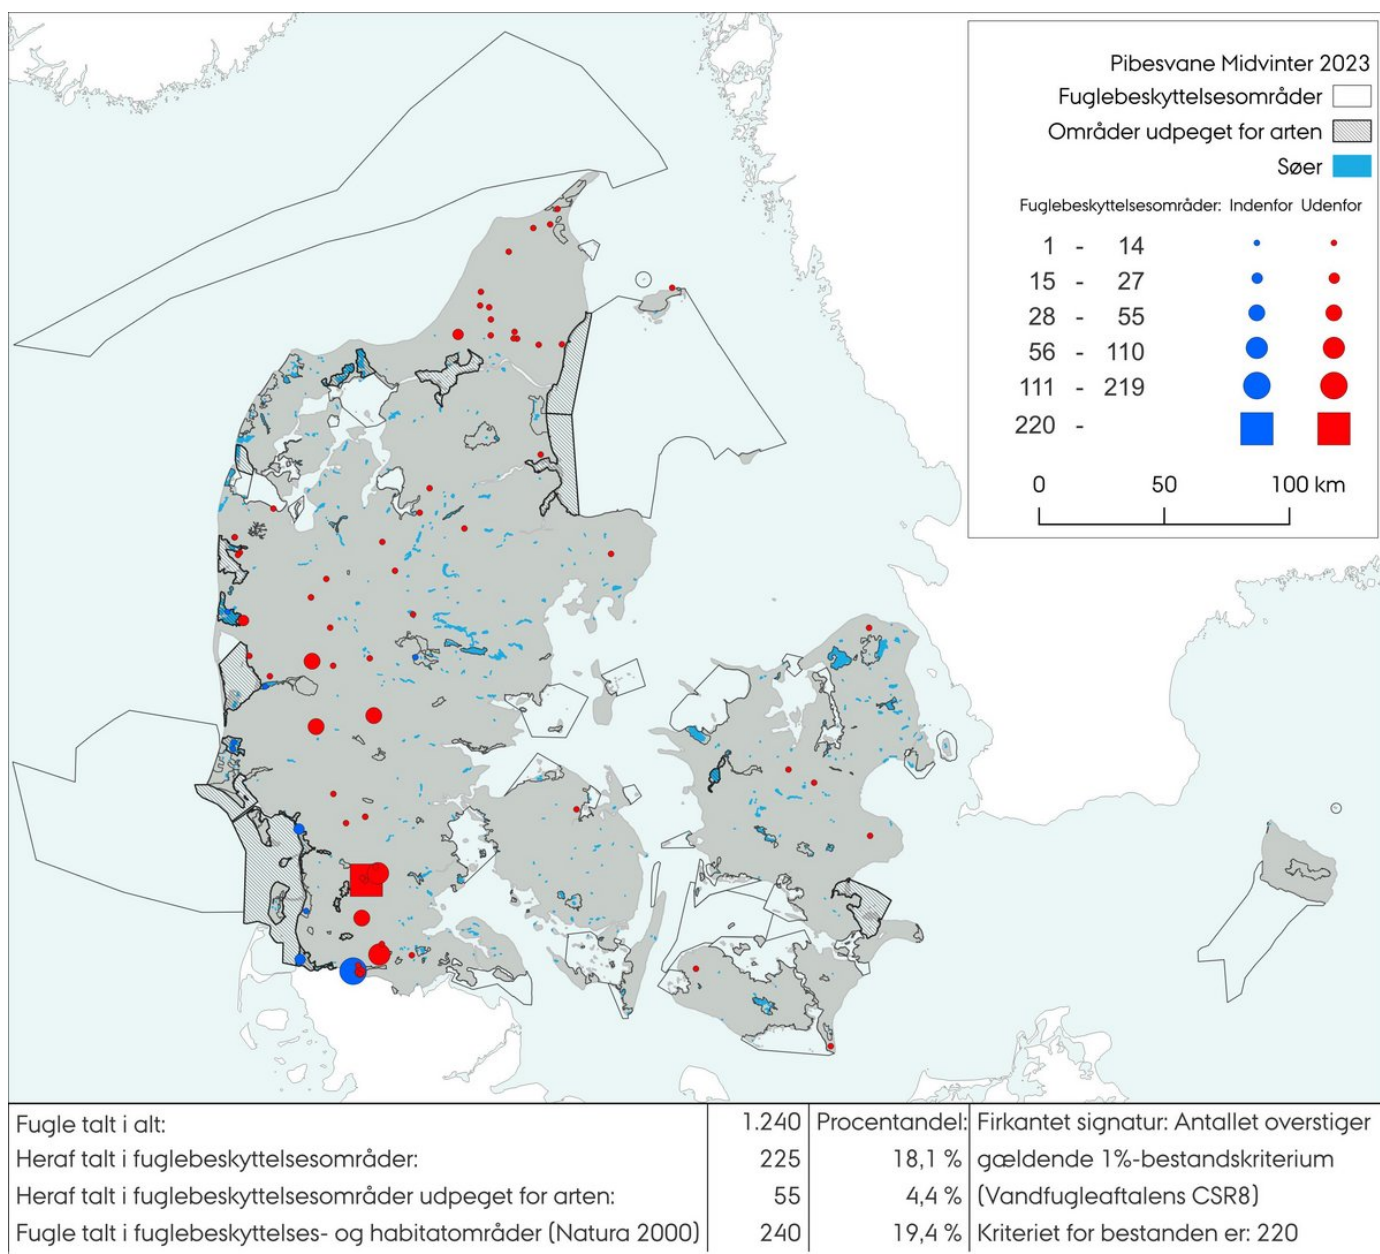 Pibesvane Midvinter 2023
Fuglebeskyttelsesområder
Områder udpeget for arten
Søer
Fuglebeskyttelsesområder: Indenfor Udenfor
1 - 14
15 - 27
28 - 55
56 - 110
111 - 219
220 -
0 50 100 km
Fugle talt i alt: 1.240 Procentandel: Firkantet signatur: Antallet overstiger
Heraf talt i fuglebeskyttelsesområder: 225 18,1 % gældende 1%-bestandskriterium
Heraf talt i fuglebeskyttelsesområder udpeget for arten: 55 4,4 % (Vandfugleaftalens CSR8)
Fugle talt i fuglebeskyttelses- og habitatområder (Natura 2000) 240 19,4 % Kriteriet for bestanden er: 220